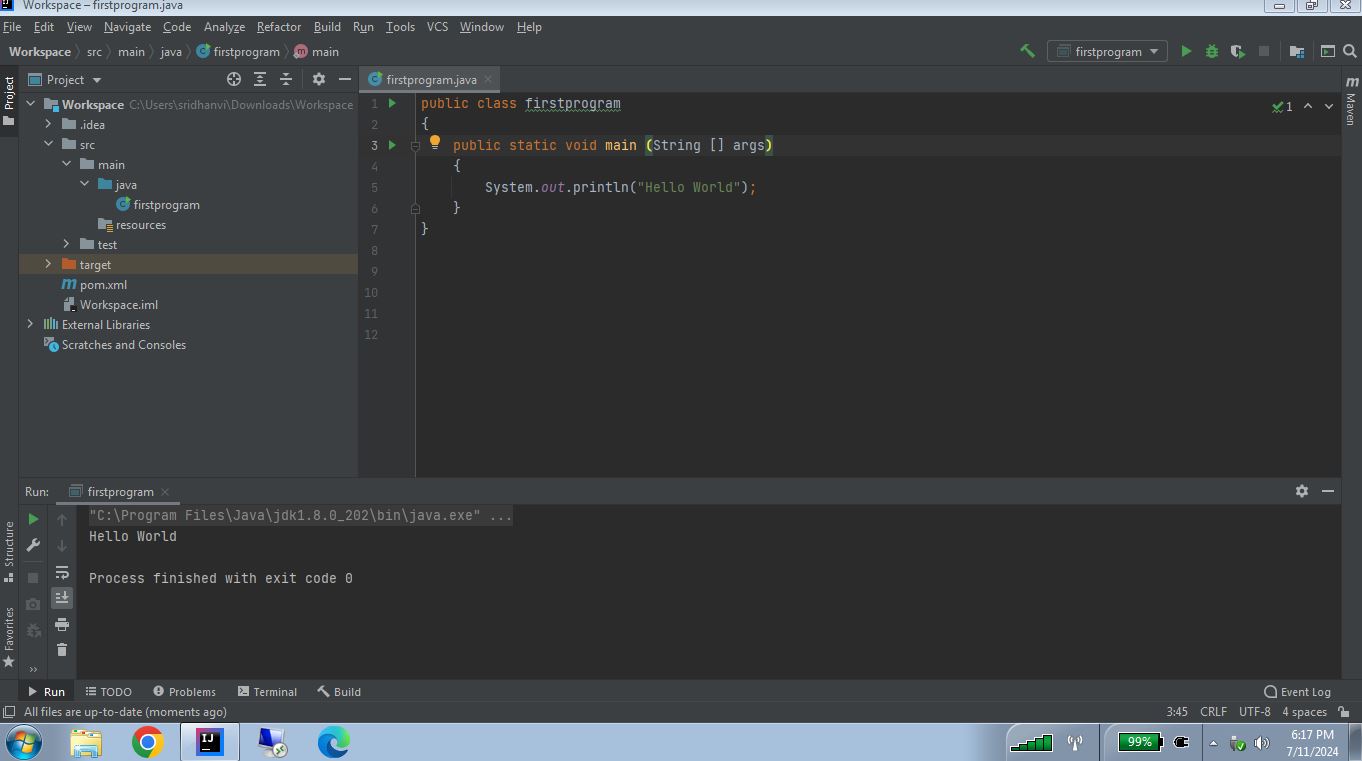 Workspace – firstprogram.java
File Edit View Navigate Code Analyze Refactor Build Run Tools VCS Window Help
Workspace src main java firstprogram main
firstprogram
Project
Project
firstprogram.java
Maven
Workspace C:\Users\sridhanvi\Downloads\Workspace
.idea
src
main
java
firstprogram
resources
test
target
pom.xml
Workspace.iml
External Libraries
Scratches and Consoles
1 public class firstprogram
1
2 {
3 public static void main (String [] args)
4 {
5 System.out.println("Hello World");
6 }
7 }
8
9
10
11
12
Run: firstprogram
"C:\Program Files\Java\jdk1.8.0_202\bin\java.exe" ...
Hello World
Process finished with exit code 0
Structure
Favorites
Run TODO Problems Terminal Build Event Log
All files are up-to-date (moments ago) 3:45 CRLF UTF-8 4 spaces
IJ
99%
6:17 PM
7/11/2024